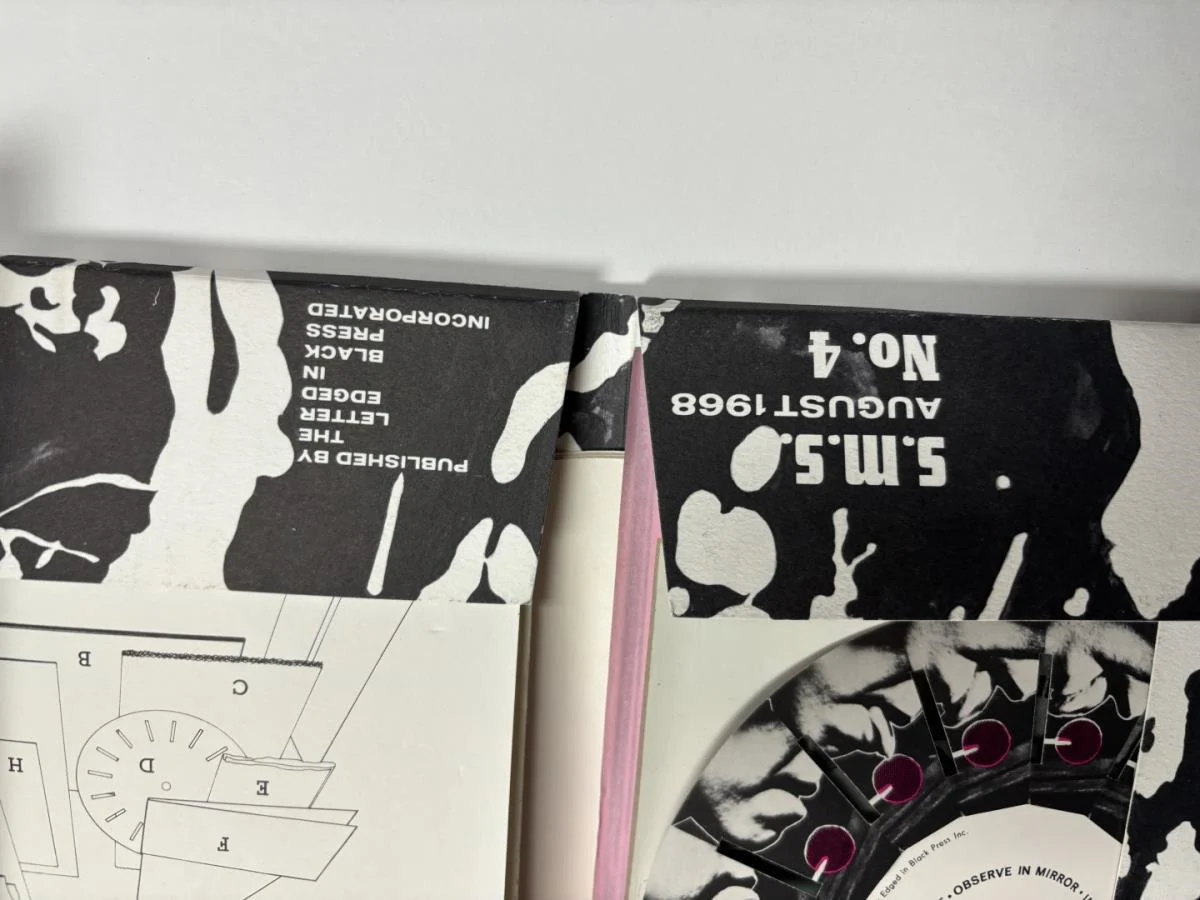 PUBLISHED BY
THE
LETTER
EDGED
IN
BLACK
PRESS
INCORPORATED
S.M.S.
AUGUST 1968
No. 4
B
C
D
E
F
H
Edged in Black Press Inc.
• OBSERVE IN MIRROR •